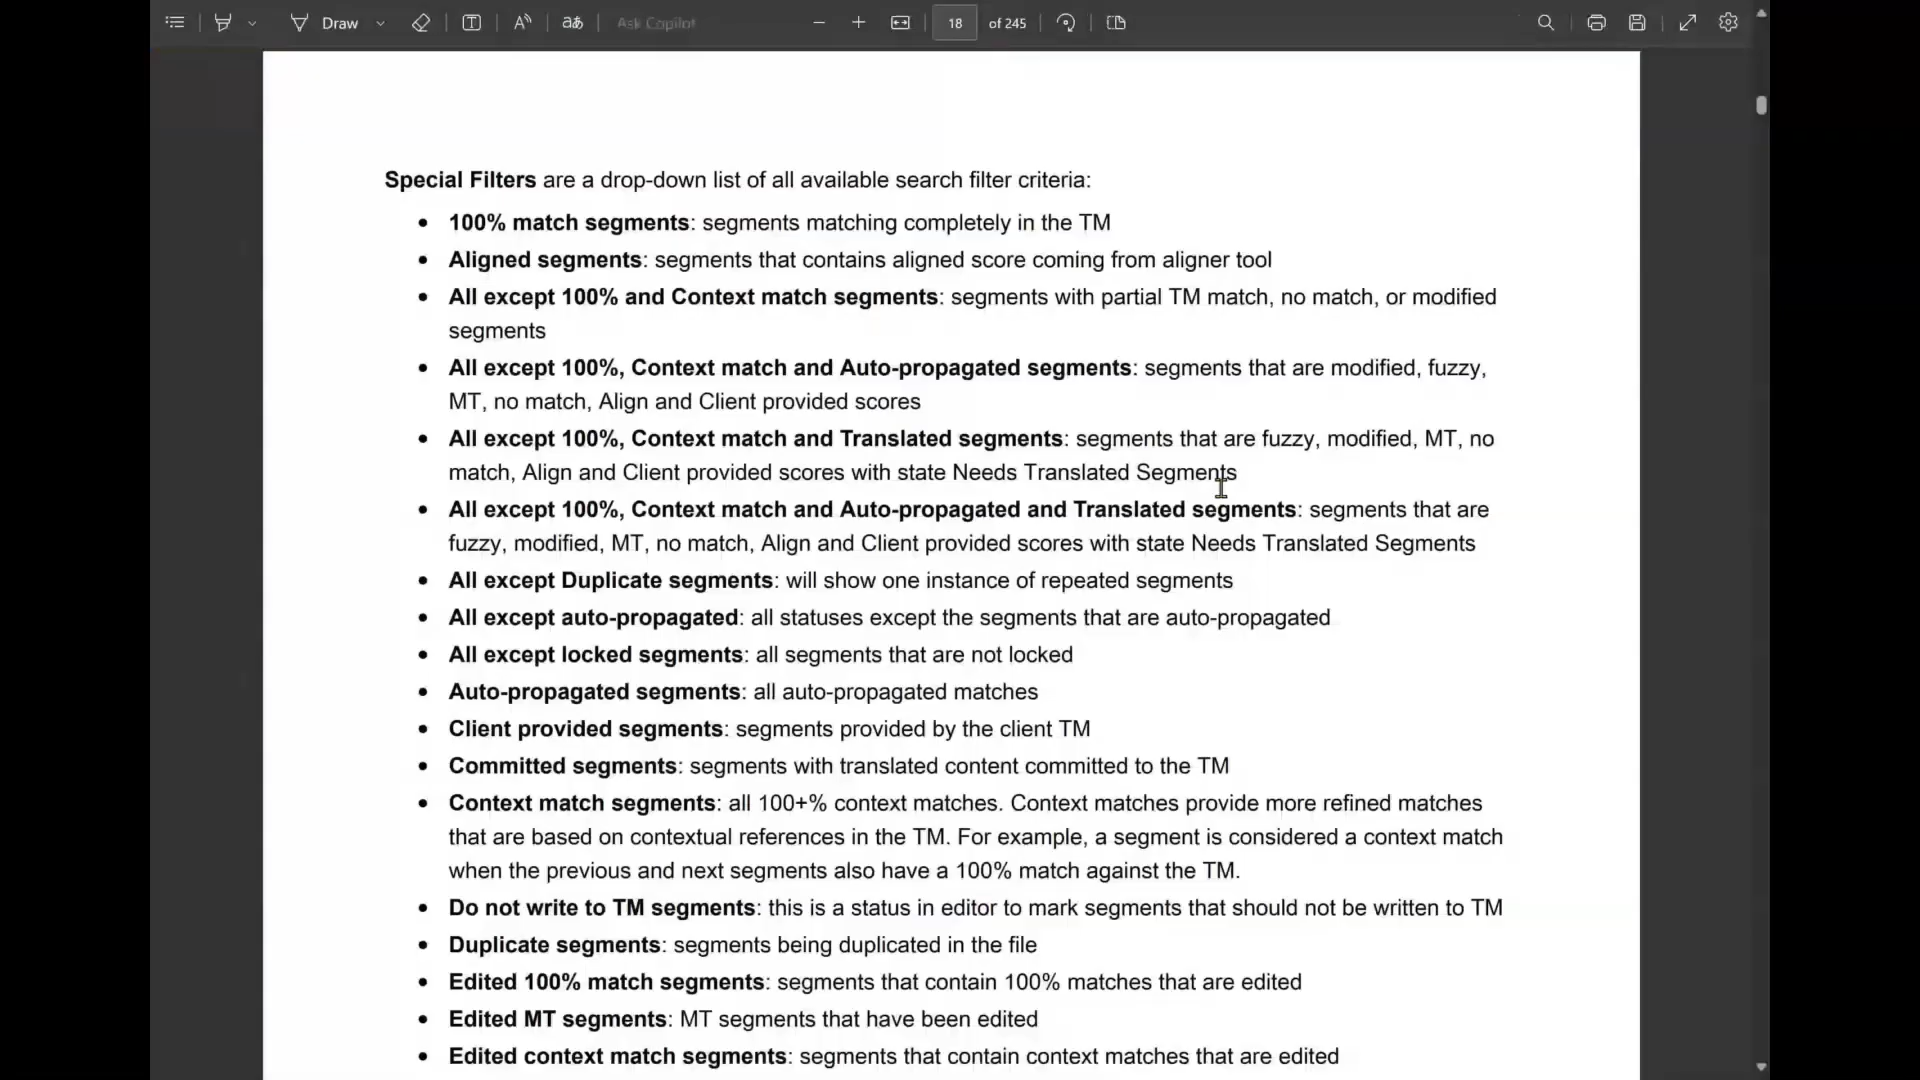 Draw
Ask Copilot
18 of 245
Special Filters are a drop-down list of all available search filter criteria:
• 100% match segments: segments matching completely in the TM
• Aligned segments: segments that contains aligned score coming from aligner tool
• All except 100% and Context match segments: segments with partial TM match, no match, or modified
segments
• All except 100%, Context match and Auto-propagated segments: segments that are modified, fuzzy,
MT, no match, Align and Client provided scores
• All except 100%, Context match and Translated segments: segments that are fuzzy, modified, MT, no
match, Align and Client provided scores with state Needs Translated Segments
• All except 100%, Context match and Auto-propagated and Translated segments: segments that are
fuzzy, modified, MT, no match, Align and Client provided scores with state Needs Translated Segments
• All except Duplicate segments: will show one instance of repeated segments
• All except auto-propagated: all statuses except the segments that are auto-propagated
• All except locked segments: all segments that are not locked
• Auto-propagated segments: all auto-propagated matches
• Client provided segments: segments provided by the client TM
• Committed segments: segments with translated content committed to the TM
• Context match segments: all 100+% context matches. Context matches provide more refined matches
that are based on contextual references in the TM. For example, a segment is considered a context match
when the previous and next segments also have a 100% match against the TM.
• Do not write to TM segments: this is a status in editor to mark segments that should not be written to TM
• Duplicate segments: segments being duplicated in the file
• Edited 100% match segments: segments that contain 100% matches that are edited
• Edited MT segments: MT segments that have been edited
• Edited context match segments: segments that contain context matches that are edited